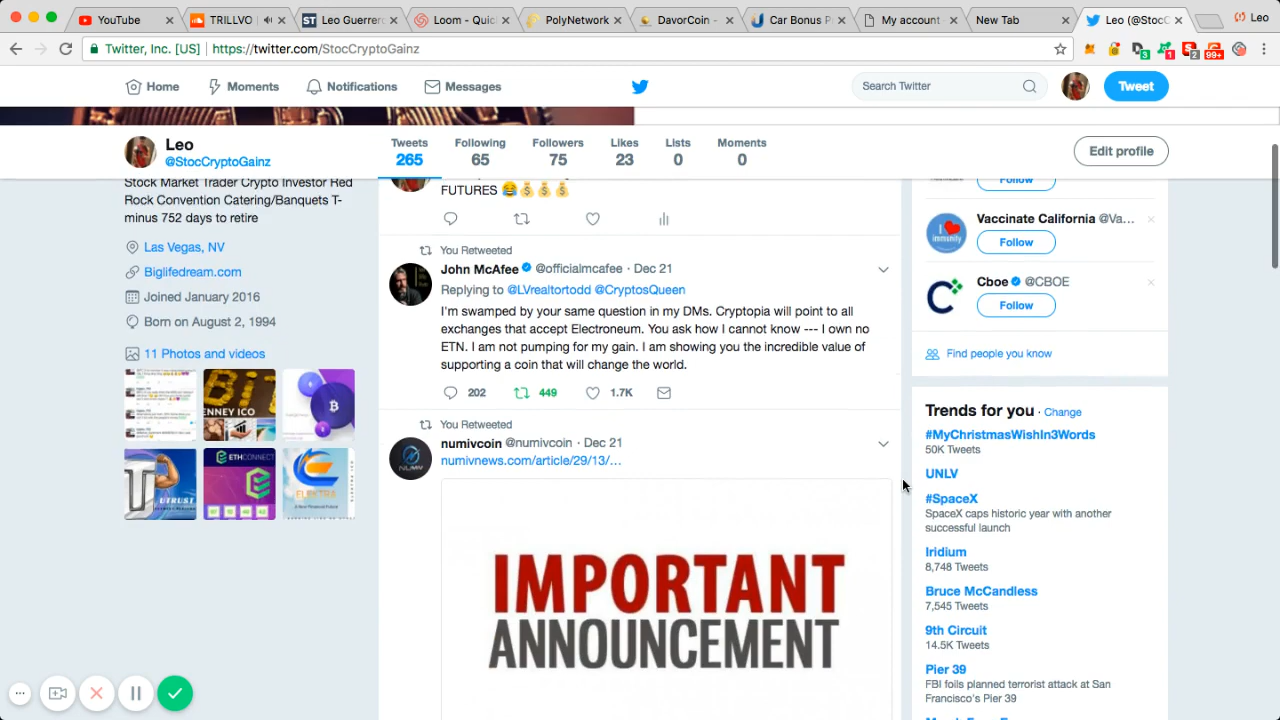 YouTube
TRILLVO
Leo Guerrero
Loom - Quic
PolyNetwork
DavorCoin -
Car Bonus P
My account
New Tab
Leo (@StocC
Leo
Twitter, Inc. [US]
https://twitter.com/StocCryptoGainz
3
1
2
99+
Home
Moments
Notifications
Messages
Search Twitter
Tweet
Leo
@StocCryptoGainz
Tweets
265
Following
65
Followers
75
Likes
23
Lists
0
Moments
0
Edit profile
Stock Market Trader Crypto Investor Red
Rock Convention Catering/Banquets T-
minus 752 days to retire
Las Vegas, NV
Biglifedream.com
Joined January 2016
Born on August 2, 1994
11 Photos and videos
BiT
ENNEY ICO
UTRUST
ETHCONNECT
ELEKTRA
FUTURES 😂💰💰💰
You Retweeted
John McAfee @officialmcafee · Dec 21
Replying to @LVrealtortodd @CryptosQueen
I'm swamped by your same question in my DMs. Cryptopia will point to all
exchanges that accept Electroneum. You ask how I cannot know --- I own no
ETN. I am not pumping for my gain. I am showing you the incredible value of
supporting a coin that will change the world.
202
449
1.7K
You Retweeted
numivcoin @numivcoin · Dec 21
numivnews.com/article/29/13/...
NUMIV
IMPORTANT
ANNOUNCEMENT
Follow
I
immunity
Vaccinate California @Va...
Follow
Cboe @CBOE
Follow
Find people you know
Trends for you · Change
#MyChristmasWishIn3Words
50K Tweets
UNLV
#SpaceX
SpaceX caps historic year with another
successful launch
Iridium
8,748 Tweets
Bruce McCandless
7,545 Tweets
9th Circuit
14.5K Tweets
Pier 39
FBI foils planned terrorist attack at San
Francisco's Pier 39